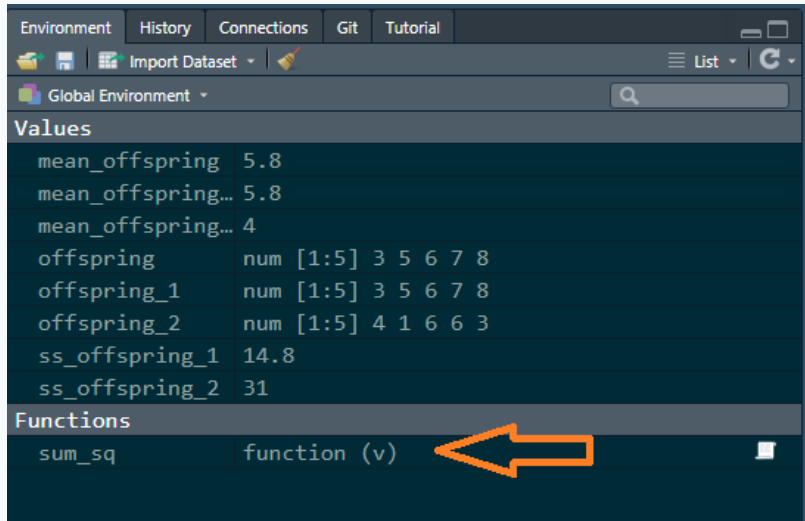 Environment History Connections Git Tutorial
Import Dataset List
Global Environment
Values
mean_offspring 5.8
mean_offspring… 5.8
mean_offspring… 4
offspring num [1:5] 3 5 6 7 8
offspring_1 num [1:5] 3 5 6 7 8
offspring_2 num [1:5] 4 1 6 6 3
ss_offspring_1 14.8
ss_offspring_2 31
Functions
sum_sq function (v)